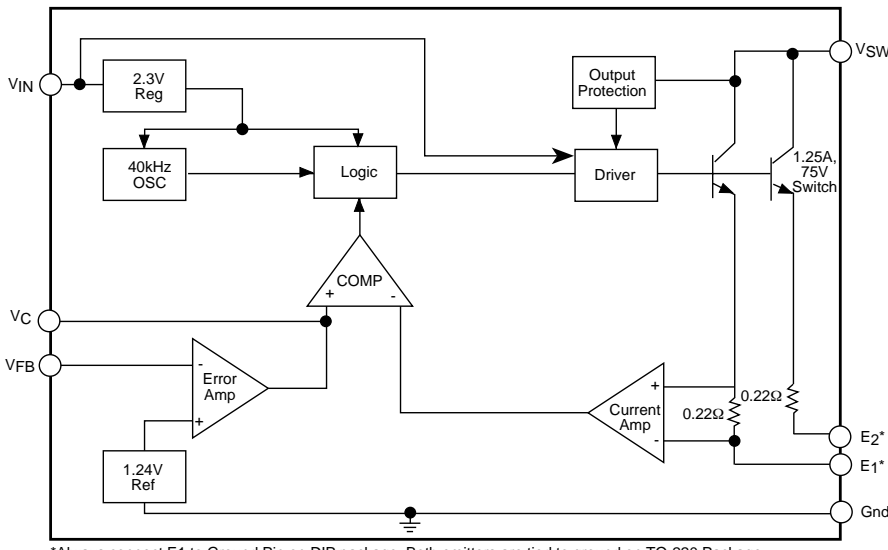 VIN
2.3V
Reg
Output
Protection
VSW
40kHz
OSC
Logic
Driver
1.25A,
75V
Switch
COMP
+
-
VC
VFB
-
Error
Amp
+
1.24V
Ref
+
Current
Amp
-
0.22Ω
0.22Ω
E2*
E1*
Gnd